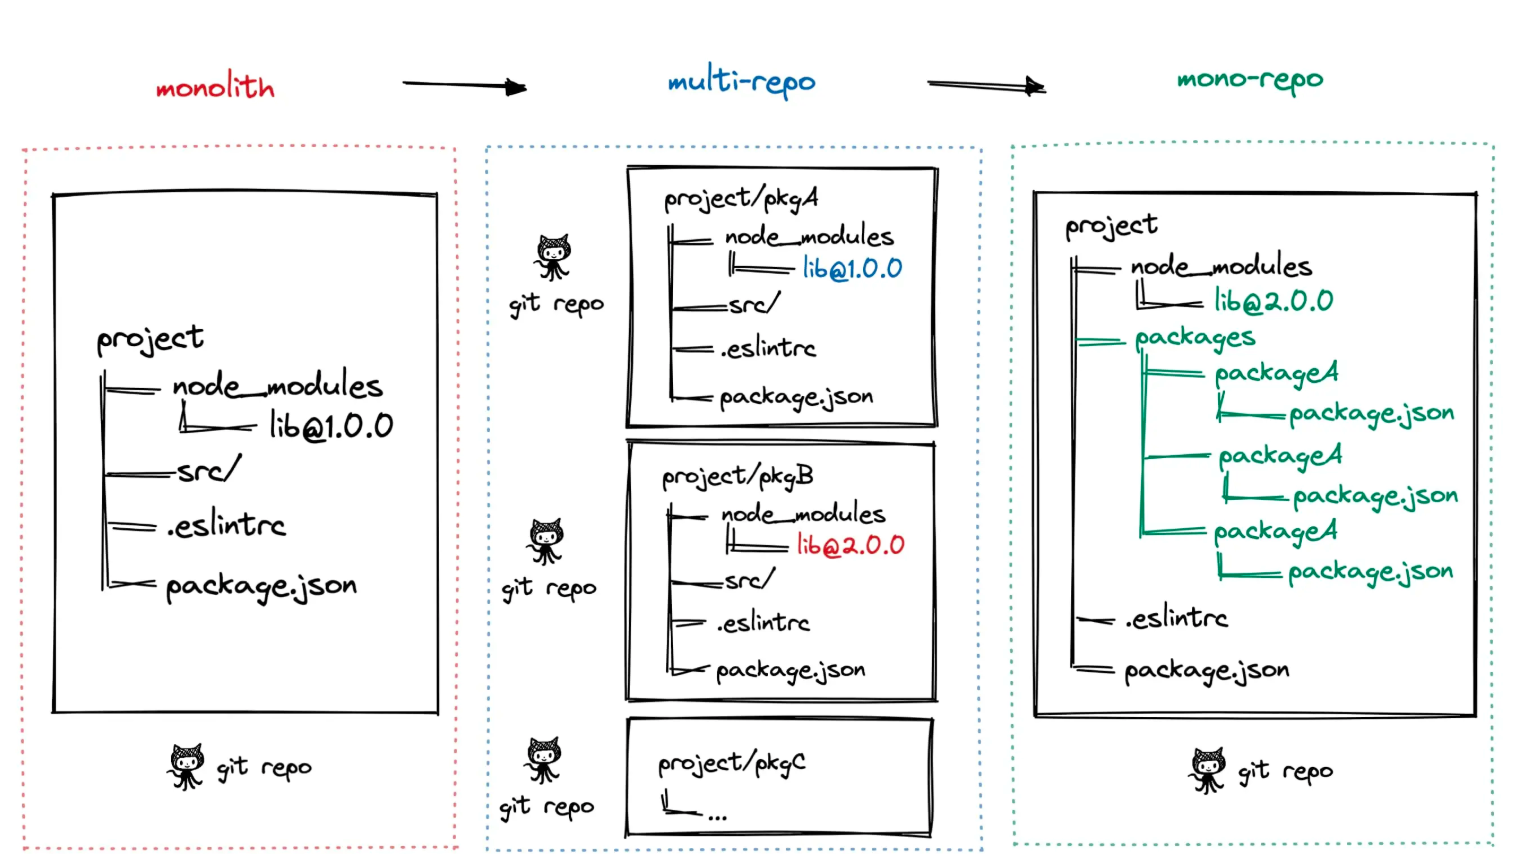 monolith
multi-repo
mono-repo
project
node_modules
lib@1.0.0
src/
.eslintrc
package.json
git repo
git repo
project/pkgA
node_modules
lib@1.0.0
src/
.eslintrc
package.json
git repo
project/pkgB
node_modules
lib@2.0.0
src/
.eslintrc
package.json
git repo
project/pkgC
...
project
node_modules
lib@2.0.0
packages
packageA
package.json
packageA
package.json
packageA
package.json
.eslintrc
package.json
git repo